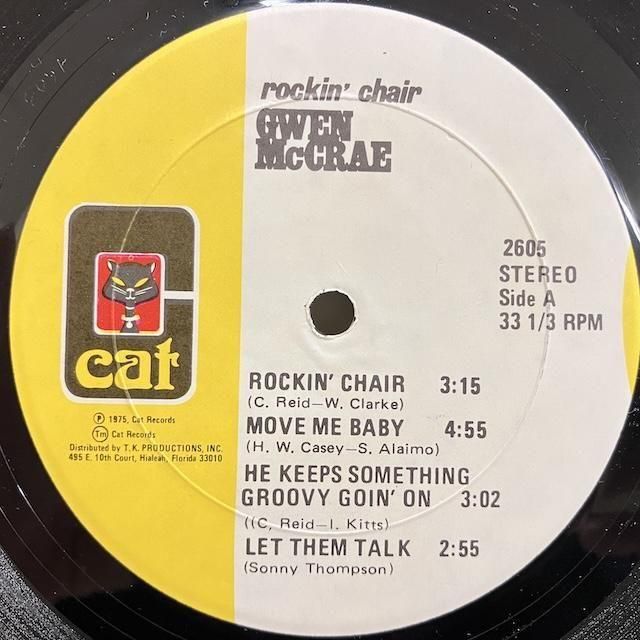 rockin' chair
GWEN
McCRAE
2605
STEREO
Side A
33 1/3 RPM
cat
℗ 1975, Cat Records
Tm Cat Records
Distributed by T. K. PRODUCTIONS, INC.
495 E. 10th Court, Hialeah, Florida 33010
ROCKIN' CHAIR 3:15
(C. Reid—W. Clarke)
MOVE ME BABY 4:55
(H. W. Casey—S. Alaimo)
HE KEEPS SOMETHING
GROOVY GOIN' ON 3:02
((C, Reid—I. Kitts)
LET THEM TALK 2:55
(Sonny Thompson)